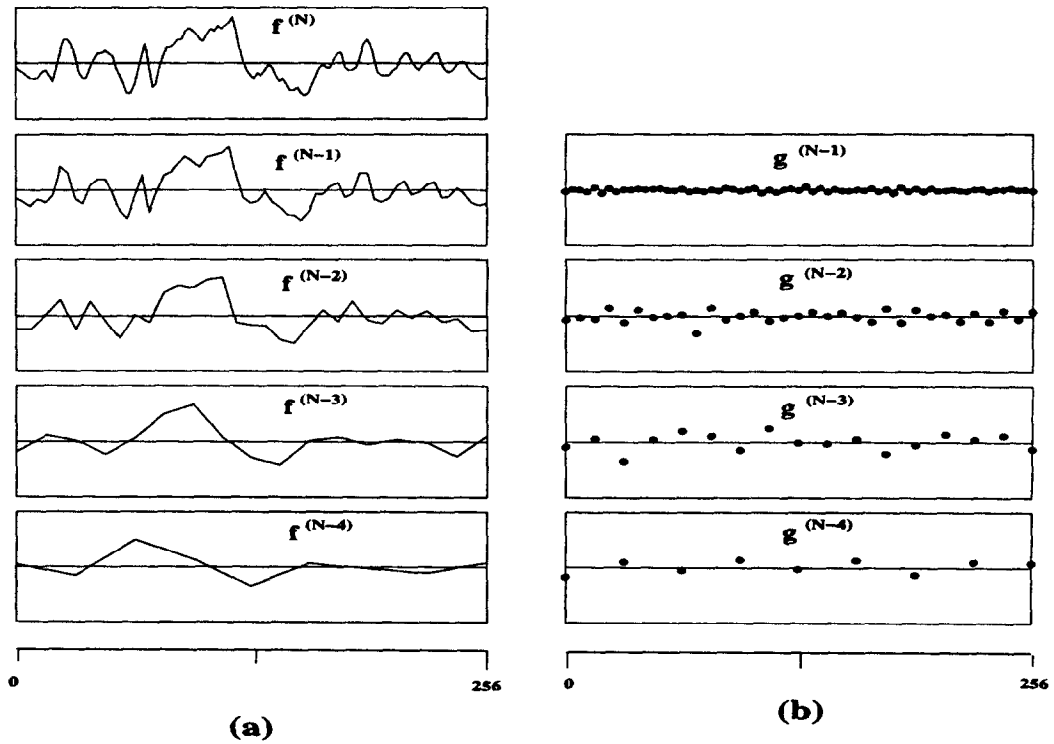 f (N)
f (N-1)
f (N-2)
f (N-3)
f (N-4)
0 256
(a)
g (N-1)
g (N-2)
g (N-3)
g (N-4)
0 256
(b)